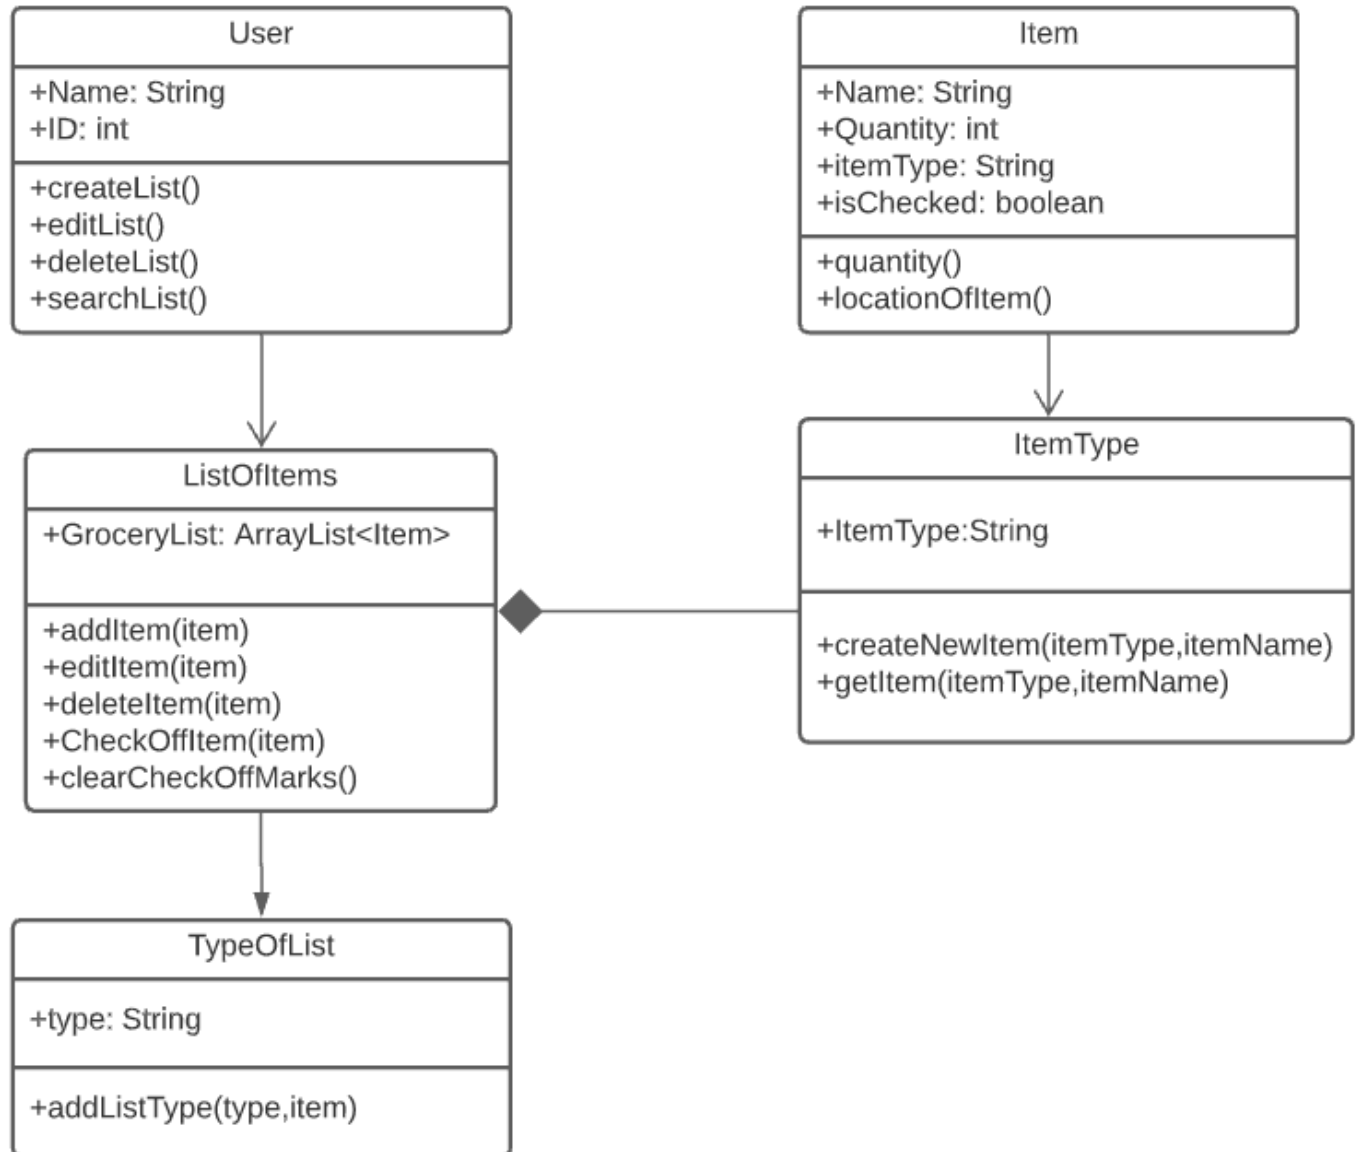 User
+Name: String
+ID: int
+createList()
+editList()
+deleteList()
+searchList()
Item
+Name: String
+Quantity: int
+itemType: String
+isChecked: boolean
+quantity()
+locationOfItem()
ListOfItems
+GroceryList: ArrayList<Item>
+addItem(item)
+editItem(item)
+deleteItem(item)
+CheckOffItem(item)
+clearCheckOffMarks()
ItemType
+ItemType:String
+createNewItem(itemType,itemName)
+getItem(itemType,itemName)
TypeOfList
+type: String
+addListType(type,item)